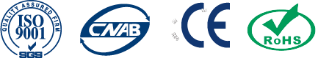 QUALITY ASSURED FIRM
ISO
9001
SGS
CNAB
CE
RoHS